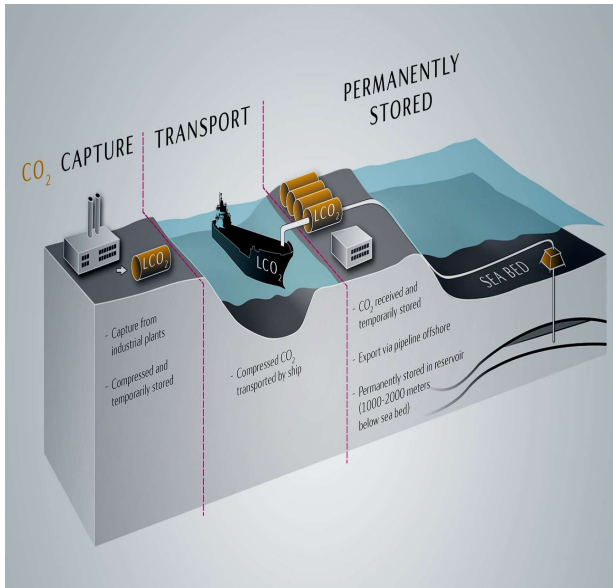 CO₂ CAPTURE
TRANSPORT
PERMANENTLY
STORED
LCO₂
LCO₂
LCO₂
SEA BED
- Capture from
industrial plants
- Compressed and
temporarily stored
- Compressed CO₂
transported by ship
- CO₂ received and
temporarily stored
- Export via pipeline offshore
- Permanently stored in reservoir
(1000-2000 meters
below sea bed)